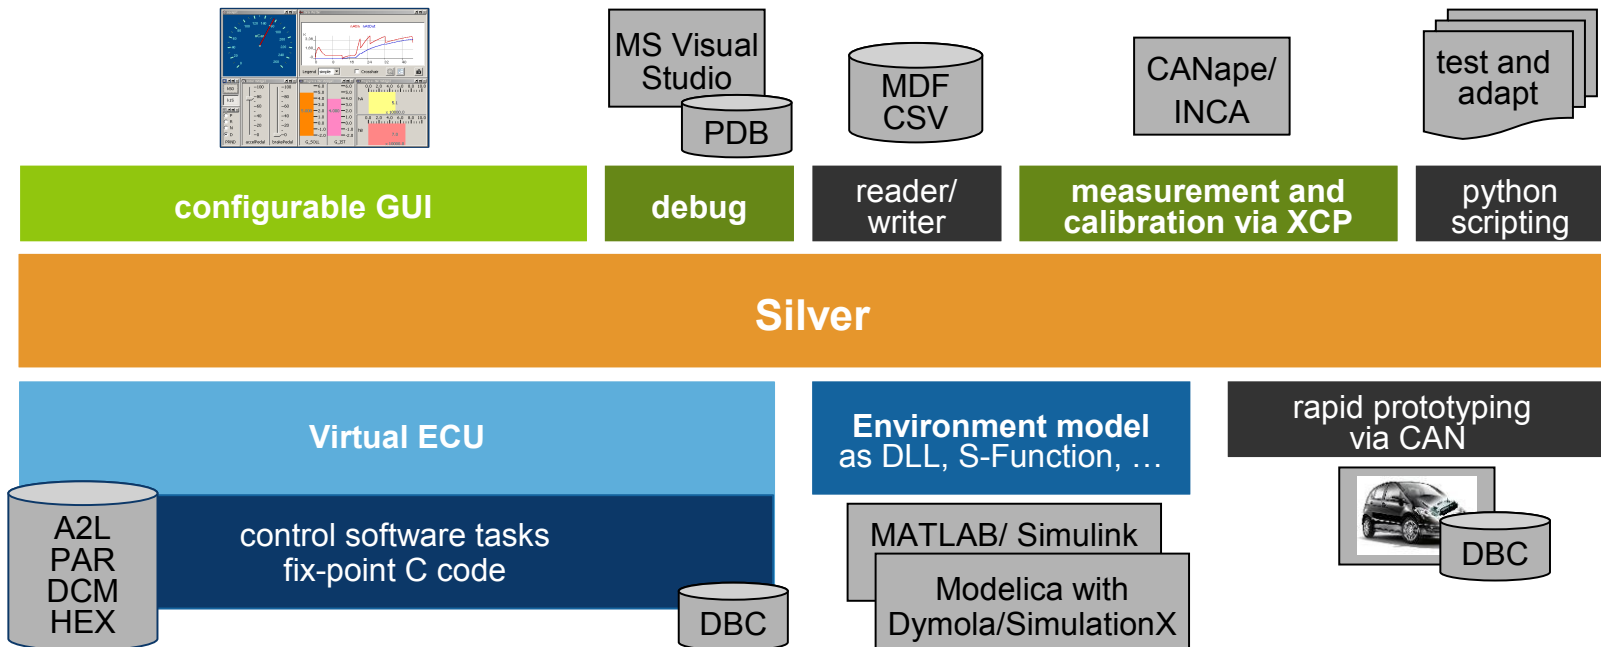 MS Visual
Studio
PDB
MDF
CSV
CANape/
INCA
test and
adapt
configurable GUI
debug
reader/
writer
measurement and
calibration via XCP
python
scripting
Silver
Virtual ECU
Environment model
as DLL, S-Function, …
rapid prototyping
via CAN
A2L
PAR
DCM
HEX
control software tasks
fix-point C code
DBC
MATLAB/ Simulink
Modelica with
Dymola/SimulationX
DBC